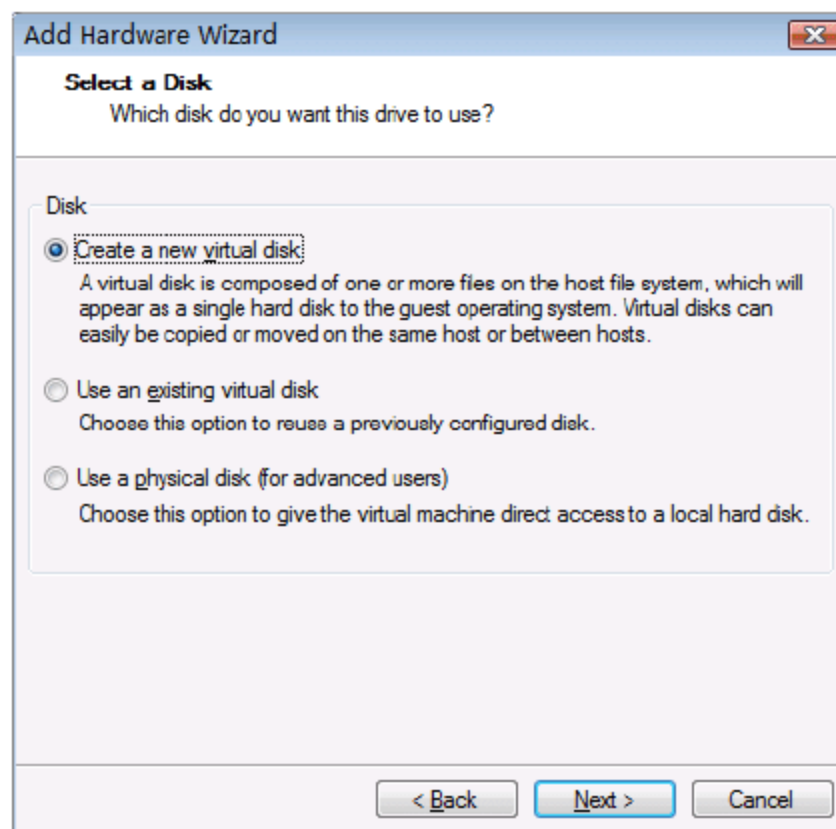 Add Hardware Wizard
Select a Disk
Which disk do you want this drive to use?
Disk
Create a new virtual disk
A virtual disk is composed of one or more files on the host file system, which will
appear as a single hard disk to the guest operating system. Virtual disks can
easily be copied or moved on the same host or between hosts.
Use an existing virtual disk
Choose this option to reuse a previously configured disk.
Use a physical disk (for advanced users)
Choose this option to give the virtual machine direct access to a local hard disk.
< Back Next > Cancel